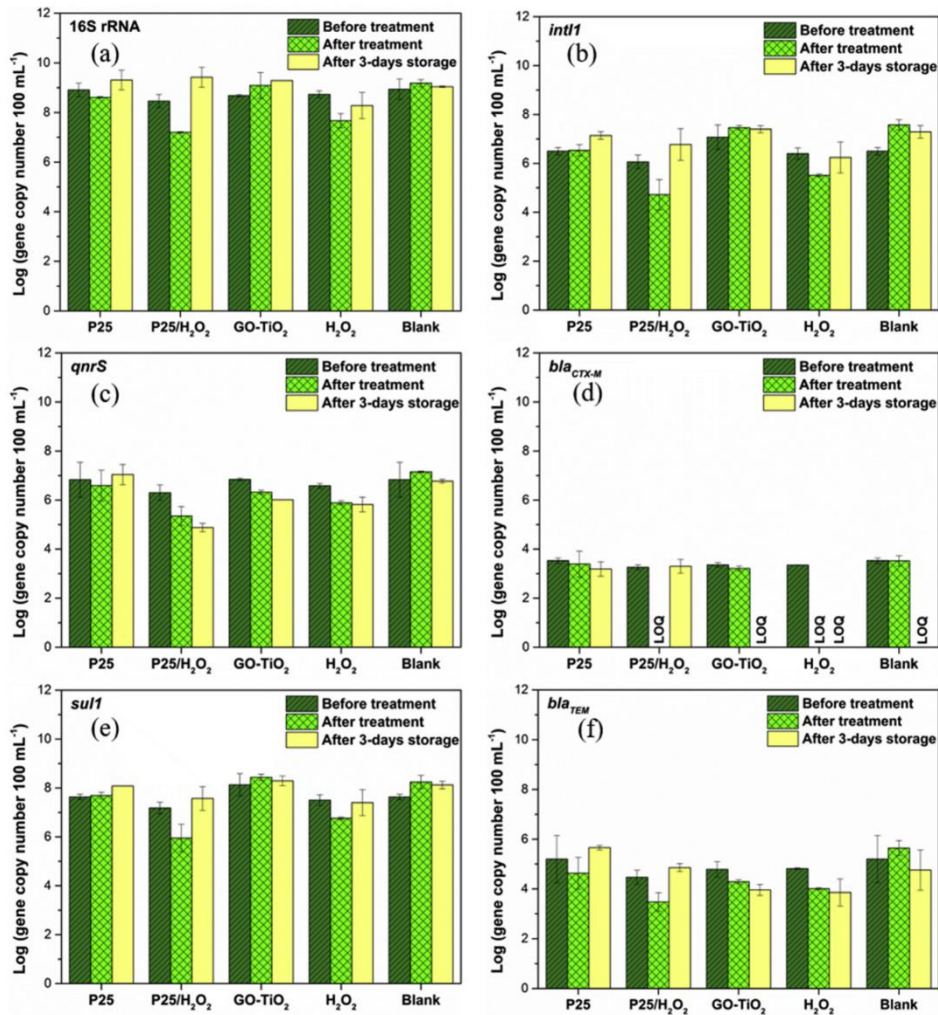 16S rRNA
(a)
Before treatment
After treatment
After 3-days storage
Log (gene copy number 100 mL⁻¹)
12
10
8
6
4
2
0
P25 P25/H₂O₂ GO-TiO₂ H₂O₂ Blank
intI1
(b)
Before treatment
After treatment
After 3-days storage
Log (gene copy number 100 mL⁻¹)
12
10
8
6
4
2
0
P25 P25/H₂O₂ GO-TiO₂ H₂O₂ Blank
qnrS
(c)
Before treatment
After treatment
After 3-days storage
Log (gene copy number 100 mL⁻¹)
12
10
8
6
4
2
0
P25 P25/H₂O₂ GO-TiO₂ H₂O₂ Blank
bla CTX-M
(d)
Before treatment
After treatment
After 3-days storage
Log (gene copy number 100 mL⁻¹)
12
10
8
6
4
2
0
LOQ LOQ LOQ LOQ LOQ
P25 P25/H₂O₂ GO-TiO₂ H₂O₂ Blank
sul1
(e)
Before treatment
After treatment
After 3-days storage
Log (gene copy number 100 mL⁻¹)
12
10
8
6
4
2
0
P25 P25/H₂O₂ GO-TiO₂ H₂O₂ Blank
bla TEM
(f)
Before treatment
After treatment
After 3-days storage
Log (gene copy number 100 mL⁻¹)
12
10
8
6
4
2
0
P25 P25/H₂O₂ GO-TiO₂ H₂O₂ Blank